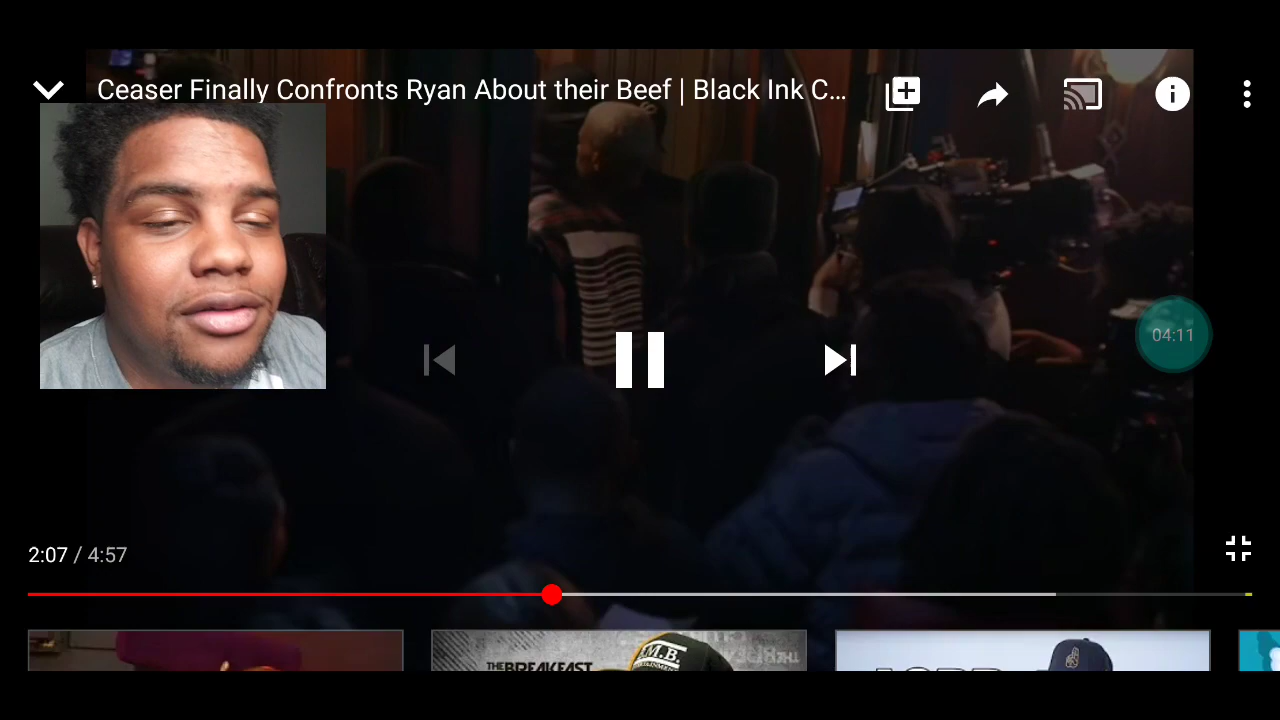 Ceaser Finally Confronts Ryan About their Beef | Black Ink C...
04:11
2:07 / 4:57
THE BREAKFAST
M.B.